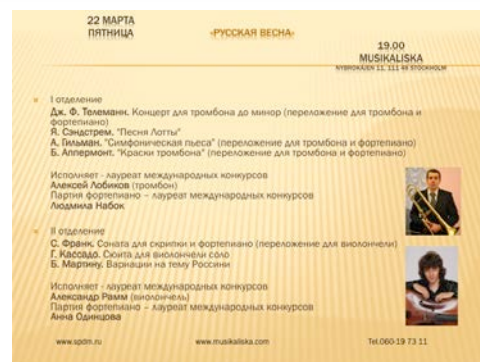 22 МАРТА
ПЯТНИЦА
«РУССКАЯ ВЕСНА»
19.00
MUSIKALISKA
NYBROKAJEN 11, 111 48 STOCKHOLM
I отделение
Дж. Ф. Телеманн. Концерт для тромбона до минор (переложение для тромбона и
фортепиано)
Я. Сэндстрем. "Песня Лотты"
А. Гильман. "Симфоническая пьеса" (переложение для тромбона и фортепиано)
Б. Аппермонт. "Краски тромбона" (переложение для тромбона и фортепиано)
Исполняет - лауреат международных конкурсов
Алексей Лобиков (тромбон)
Партия фортепиано – лауреат международных конкурсов
Людмила Набок
II отделение
С. Франк. Соната для скрипки и фортепиано (переложение для виолончели)
Г. Кассадо. Сюита для виолончели соло
Б. Мартину. Вариации на тему Россини
Исполняет - лауреат международных конкурсов
Александр Рамм (виолончель)
Партия фортепиано – лауреат международных конкурсов
Анна Одинцова
www.spdm.ru
www.musikaliska.com
Tel.060-19 73 11